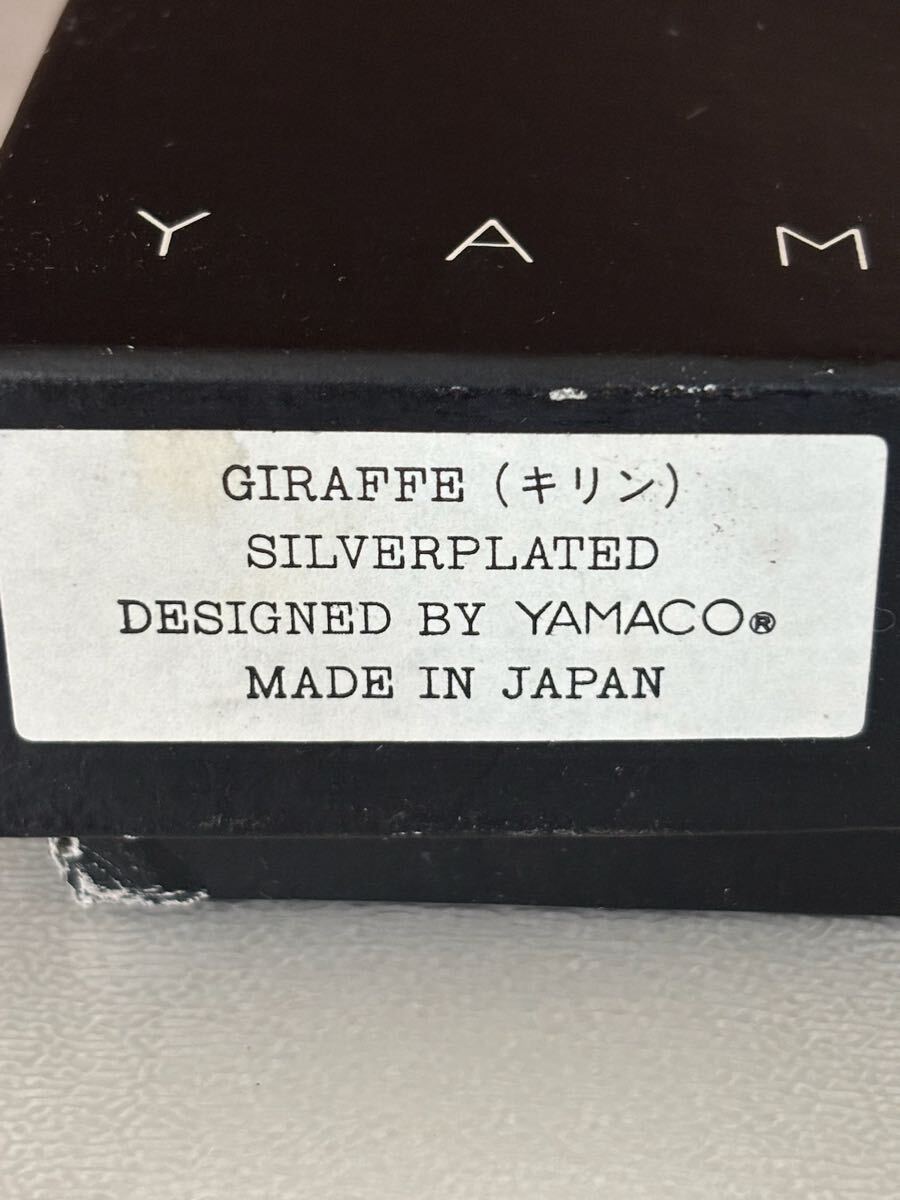 Y A M
GIRAFFE (キリン)
SILVERPLATED
DESIGNED BY YAMACO®
MADE IN JAPAN